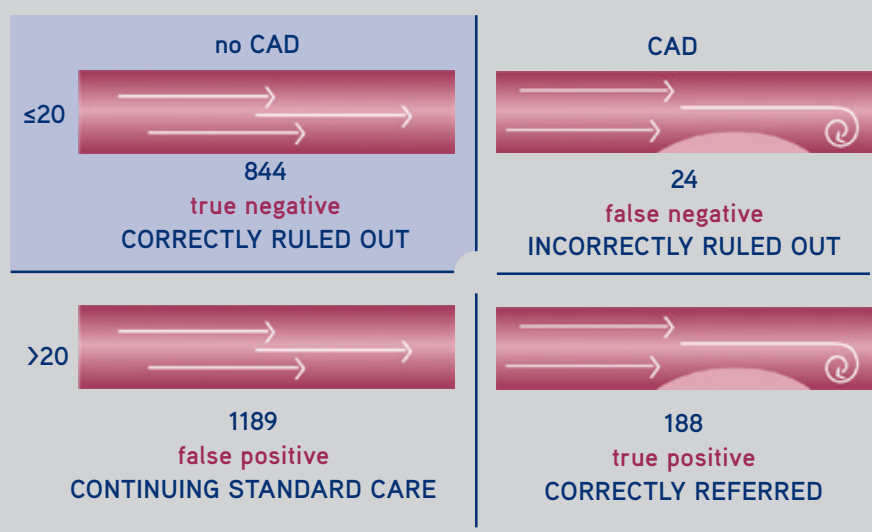 no CAD
≤20
844
true negative
CORRECTLY RULED OUT
CAD
24
false negative
INCORRECTLY RULED OUT
>20
1189
false positive
CONTINUING STANDARD CARE
188
true positive
CORRECTLY REFERRED